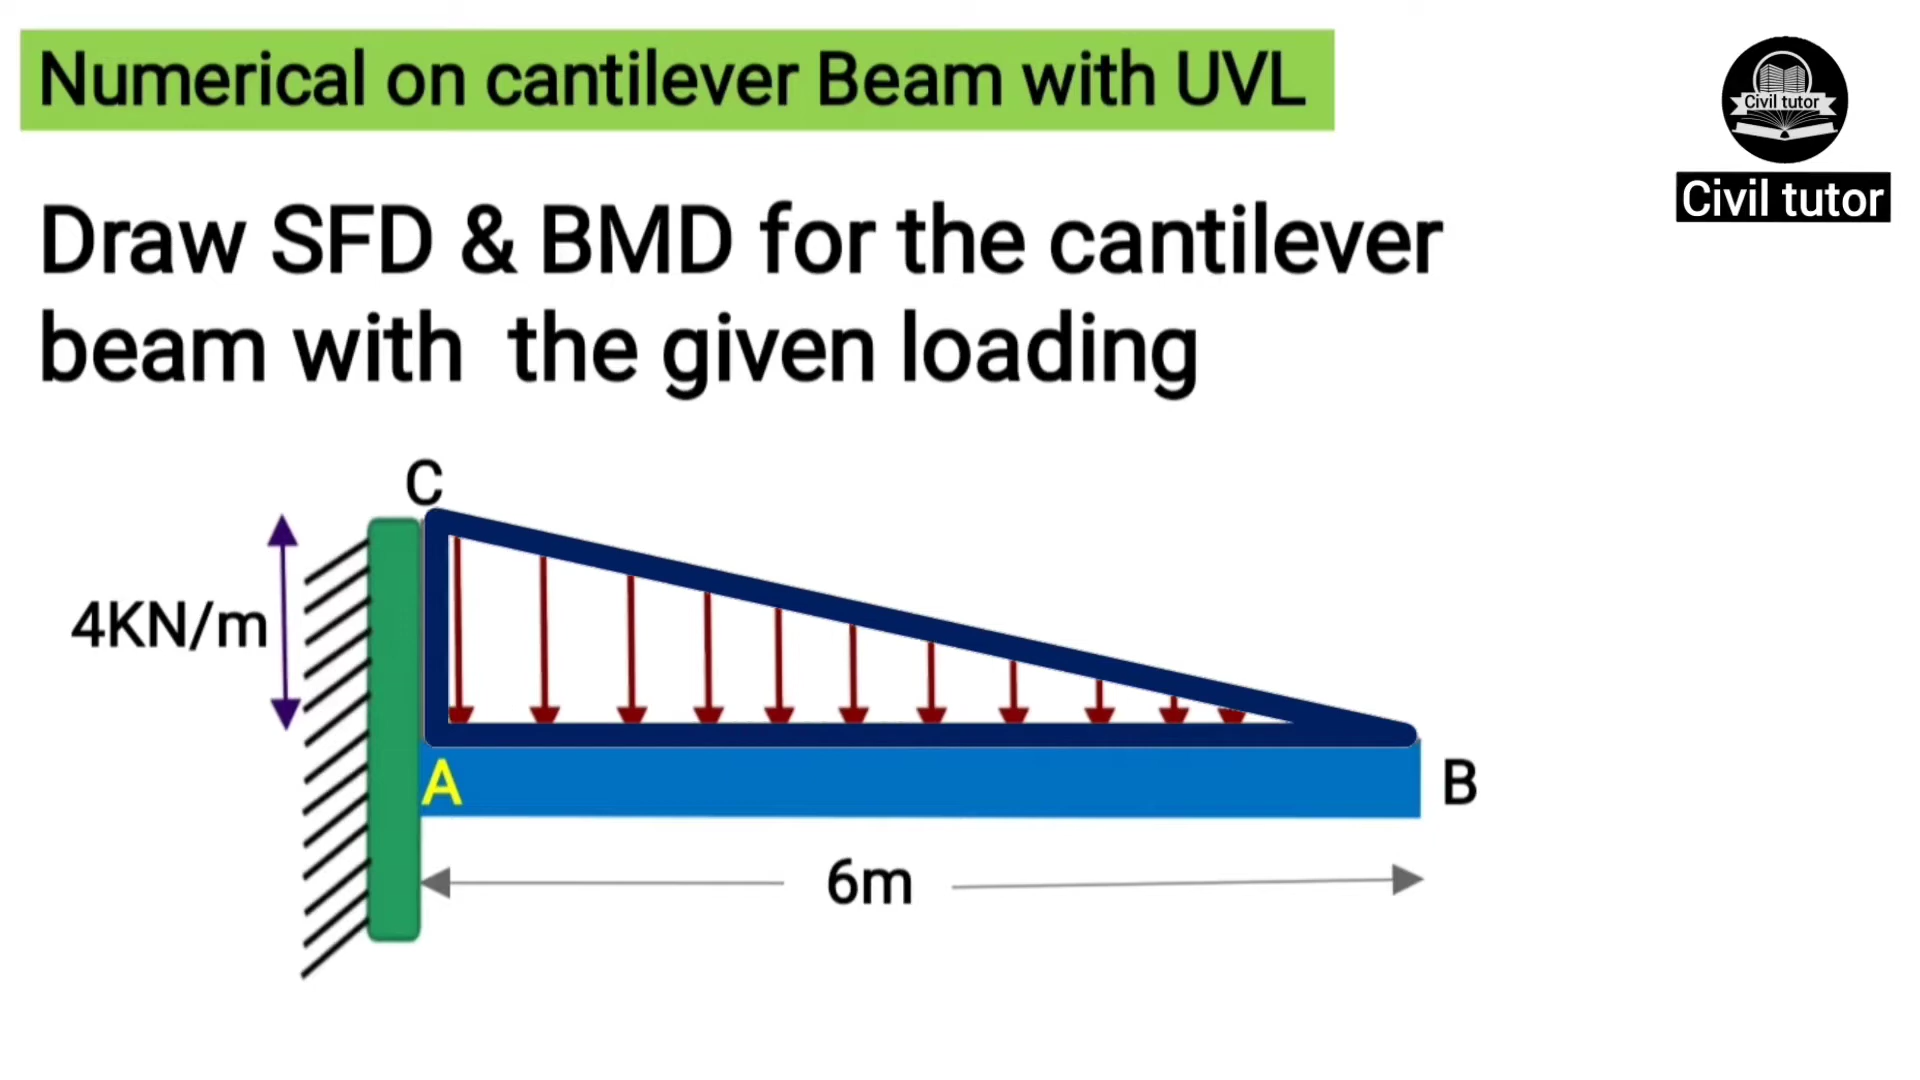 Numerical on cantilever Beam with UVL
Civil tutor
Civil tutor
Draw SFD & BMD for the cantilever
beam with the given loading
C
4KN/m
A
B
6m